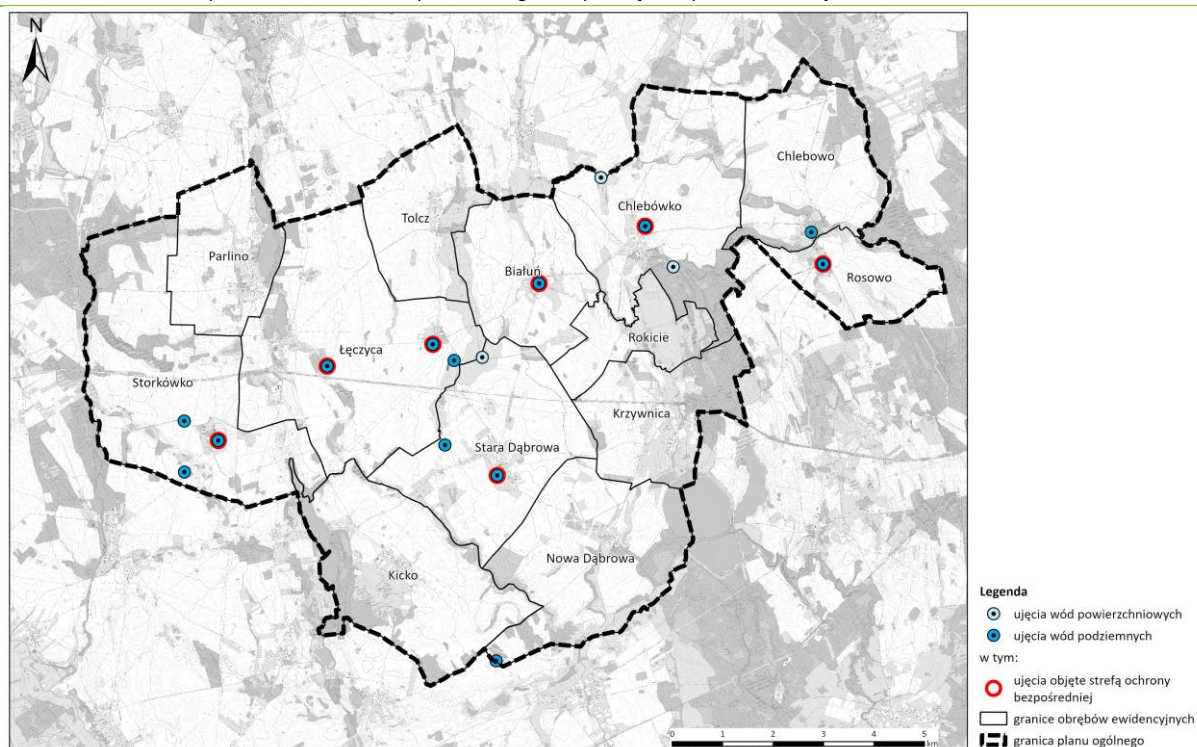 N
Chlebowo
Chlebówko
Tolcz
Parlino
Białuń
Rosowo
Rokicie
Łęczyca
Storkówko
Krzywnica
Stara Dąbrowa
Nowa Dąbrowa
Kicko
Legenda
ujęcia wód powierzchniowych
ujęcia wód podziemnych
w tym:
ujęcia objęte strefą ochrony
bezpośredniej
granice obrębów ewidencyjnych
granica planu ogólnego
0 1 2 3 4 5
km